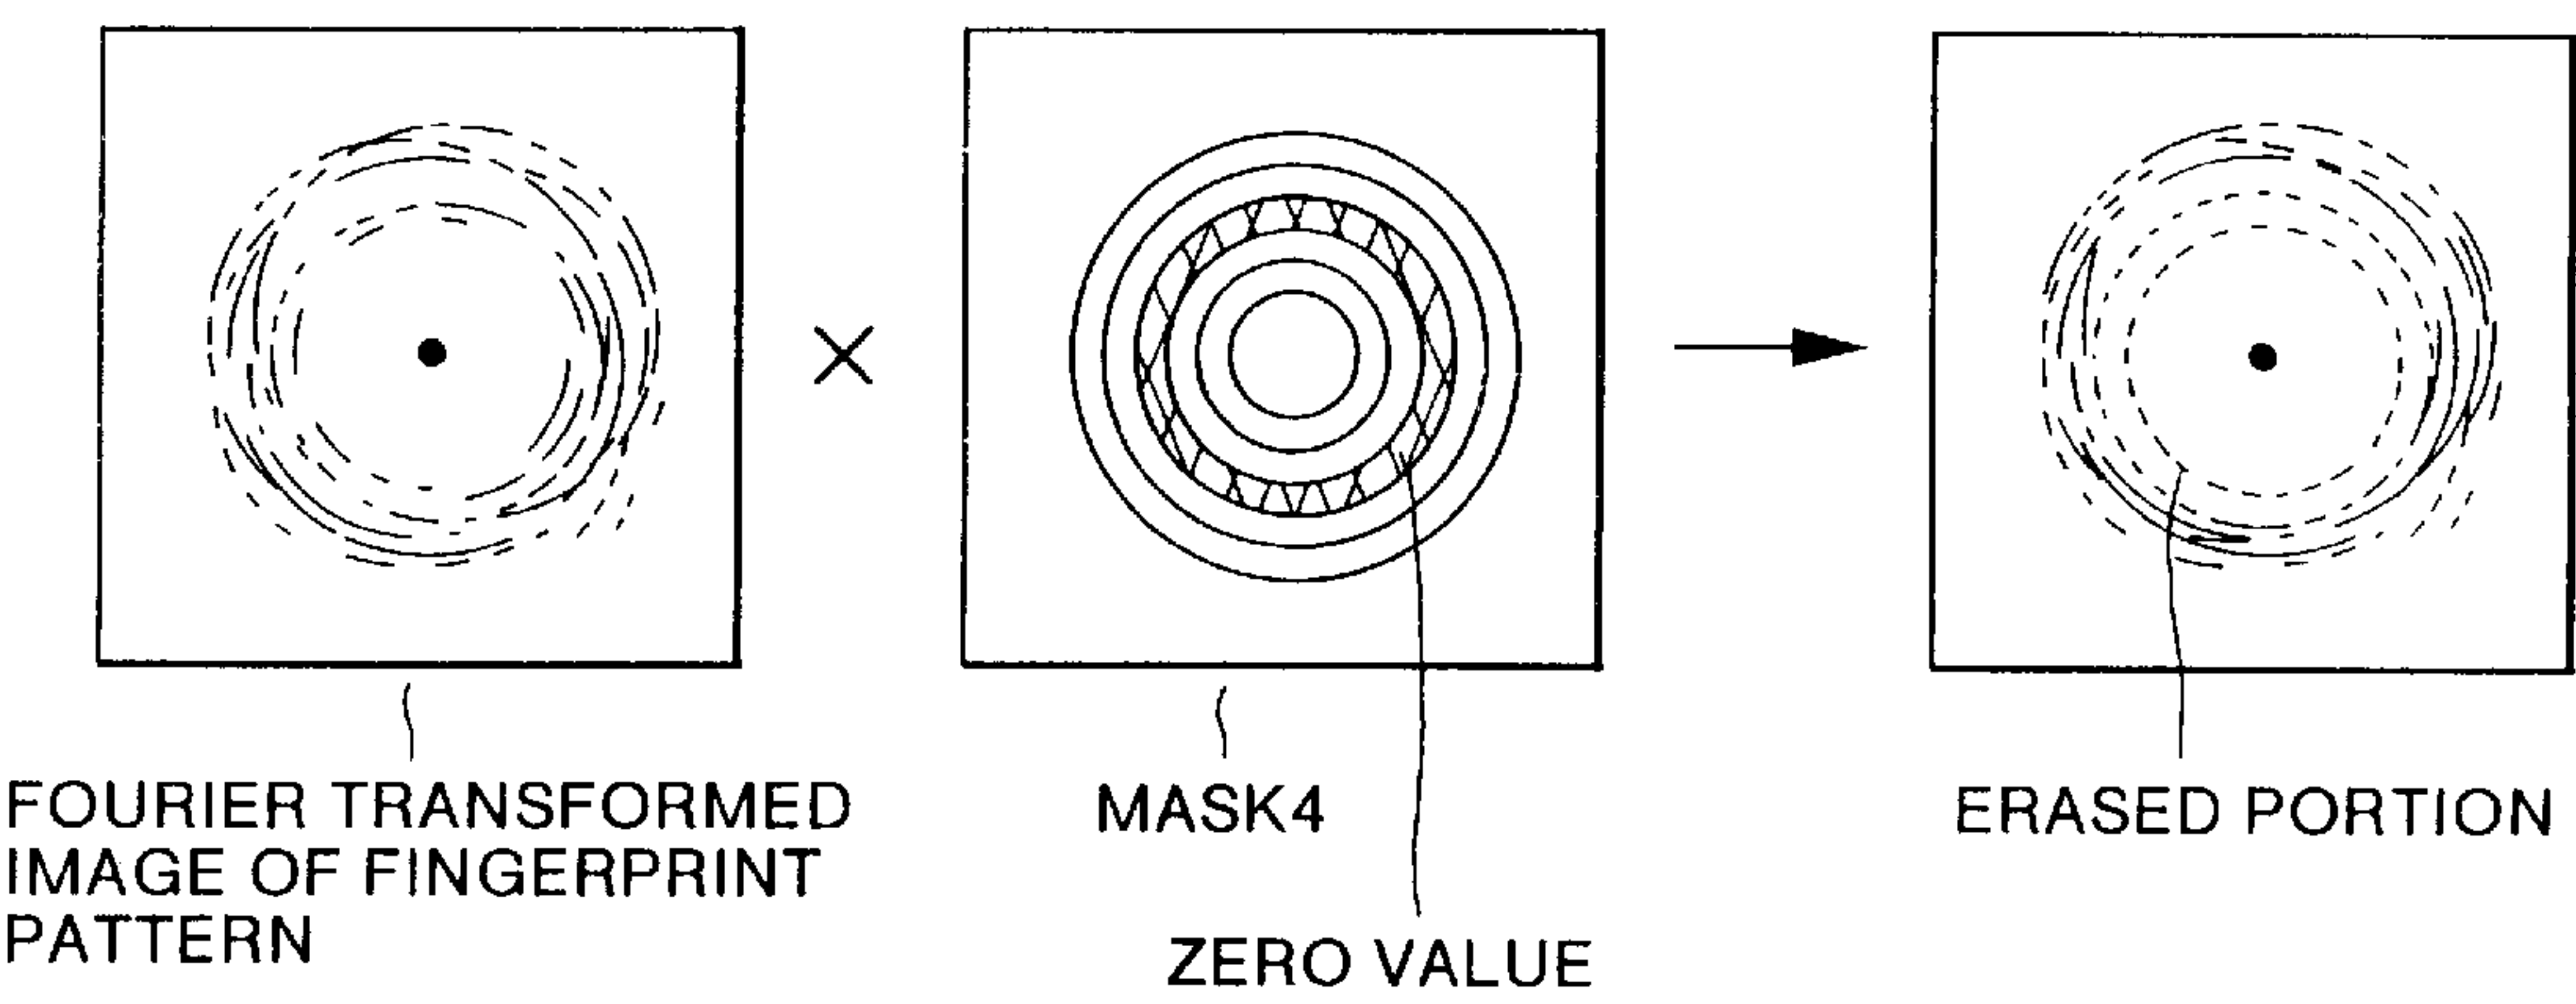 FOURIER TRANSFORMED
IMAGE OF FINGERPRINT
PATTERN
MASK4
ZERO VALUE
ERASED PORTION